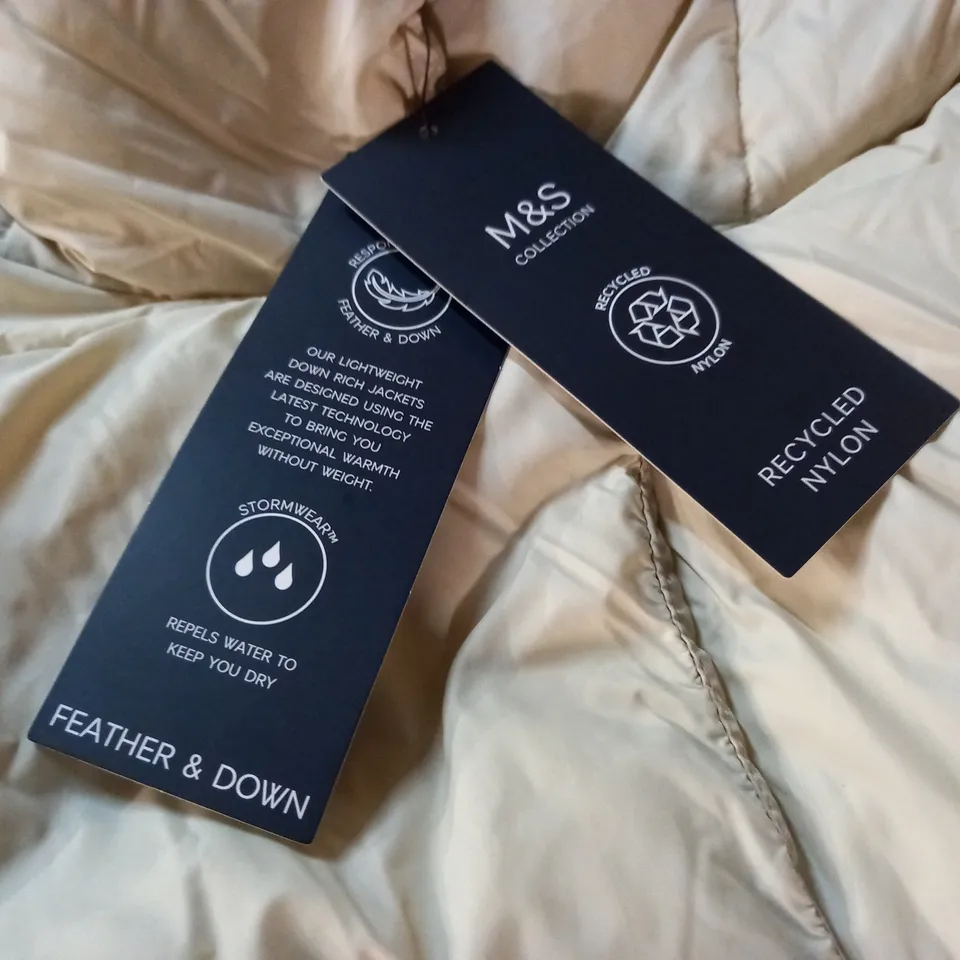 M&S
COLLECTION
RECYCLED
NYLON
RECYCLED
NYLON
FEATHER & DOWN
OUR LIGHTWEIGHT
DOWN RICH JACKETS
ARE DESIGNED USING THE
LATEST TECHNOLOGY
TO BRING YOU
EXCEPTIONAL WARMTH
WITHOUT WEIGHT.
STORMWEAR™
REPELS WATER TO
KEEP YOU DRY
FEATHER & DOWN